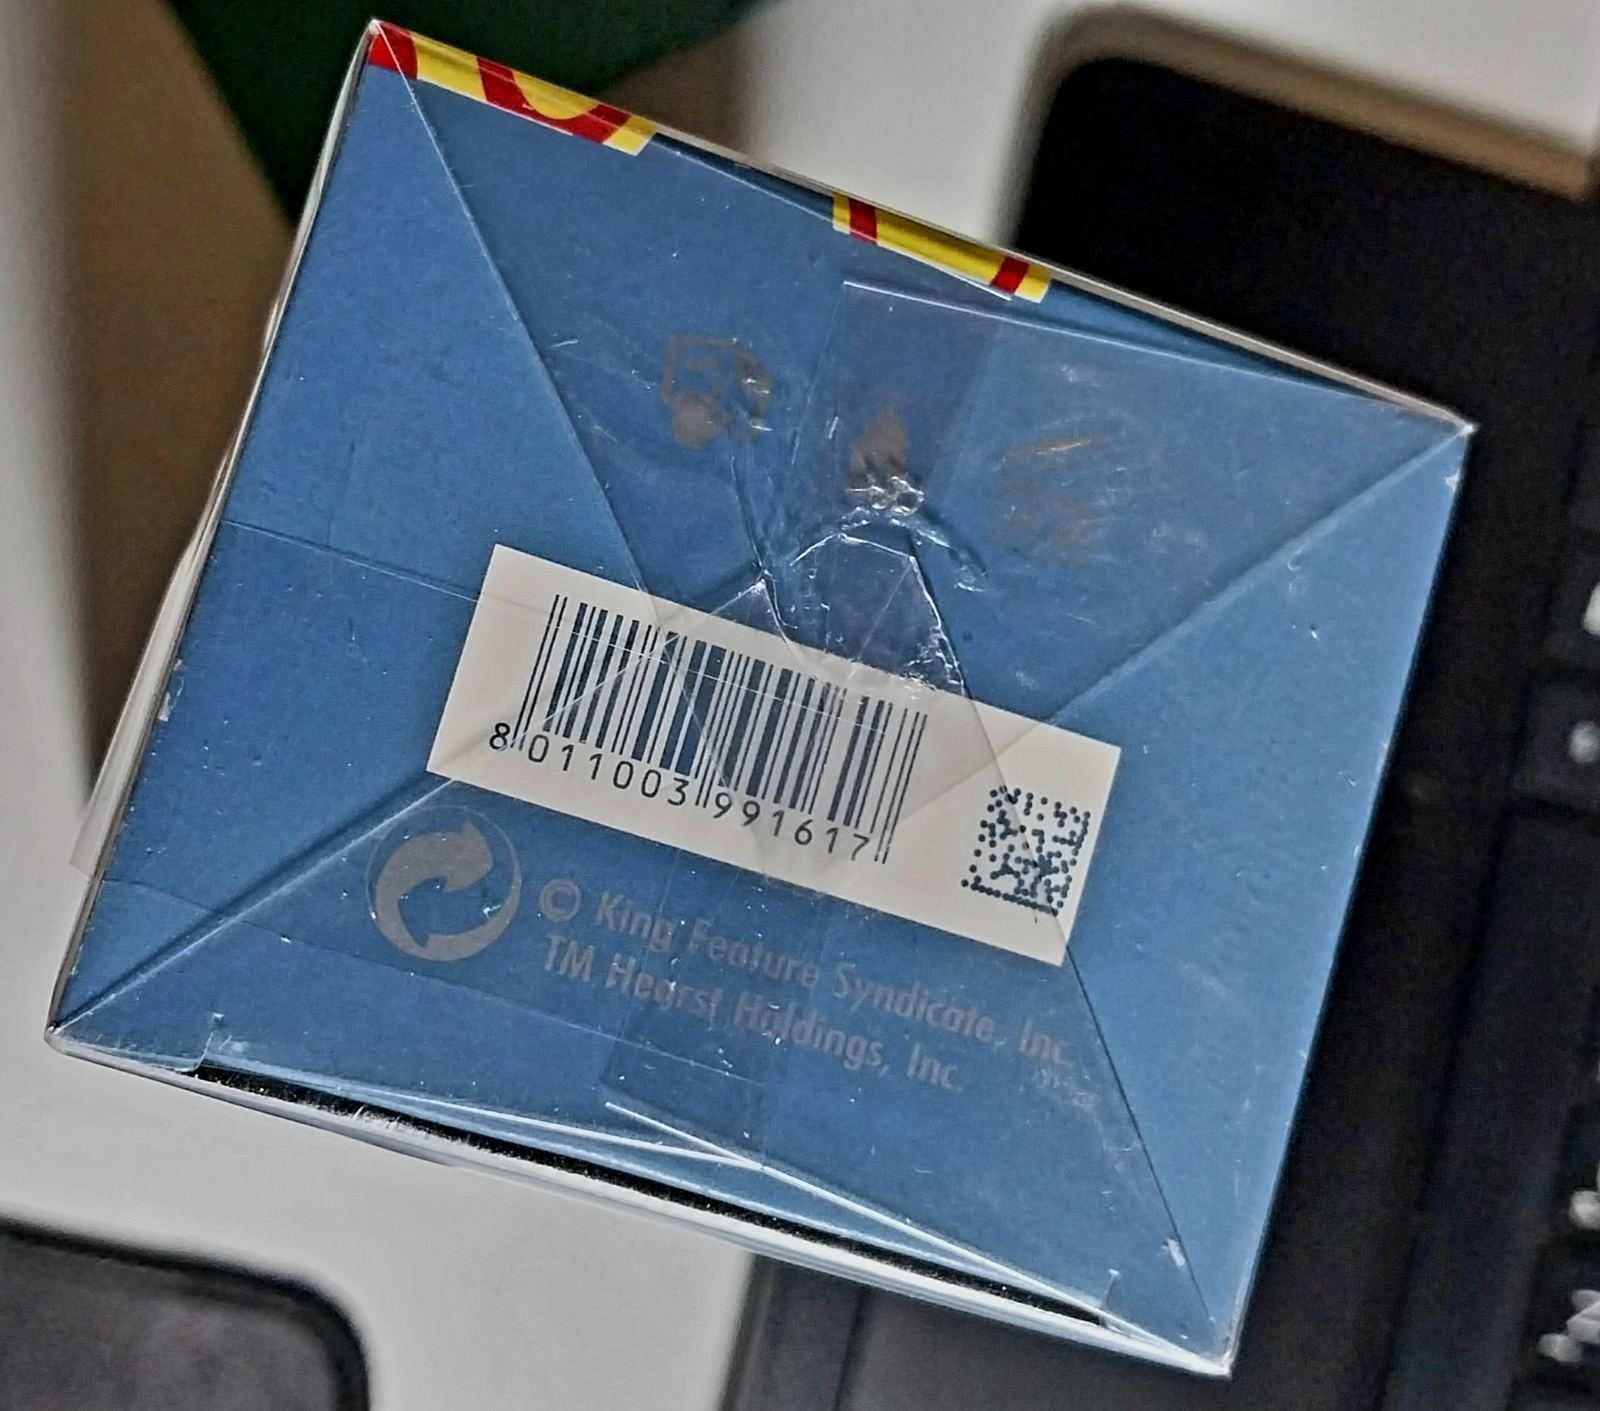 8 011003 991617
© King Feature Syndicate, Inc.
TM Hearst Holdings, Inc.